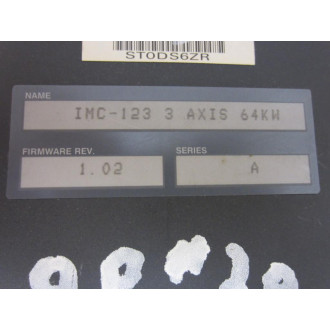 ST0DS6ZR
NAME
IMC-123 3 AXIS 64KW
FIRMWARE REV.
SERIES
1.02
A